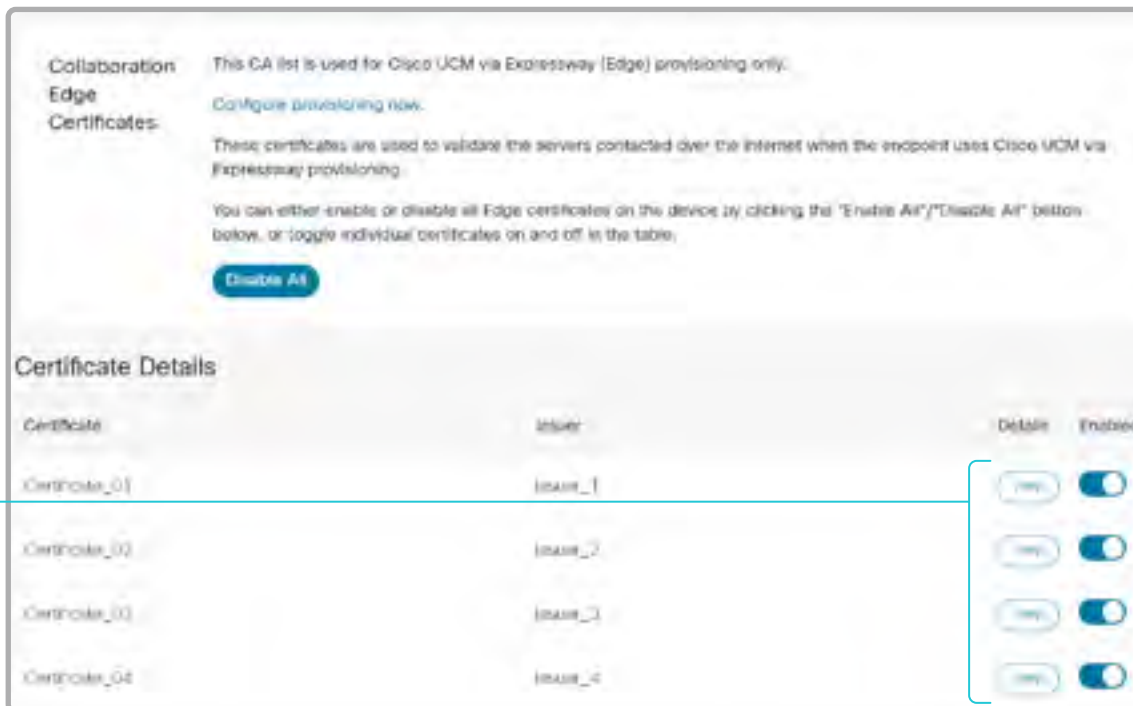 Collaboration
Edge
Certificates
This CA list is used for Cisco UCM via Expressway (Edge) provisioning only.
Configure provisioning now.
These certificates are used to validate the servers contacted over the internet when the endpoint uses Cisco UCM via
Expressway provisioning.
You can either enable or disable all Edge certificates on the device by clicking the "Enable All"/"Disable All" button
below, or toggle individual certificates on and off in the table.
Disable All
Certificate Details
Certificate Issuer Details Enabled
Certificate_01 Issuer_1
Certificate_02 Issuer_2
Certificate_03 Issuer_3
Certificate_04 Issuer_4